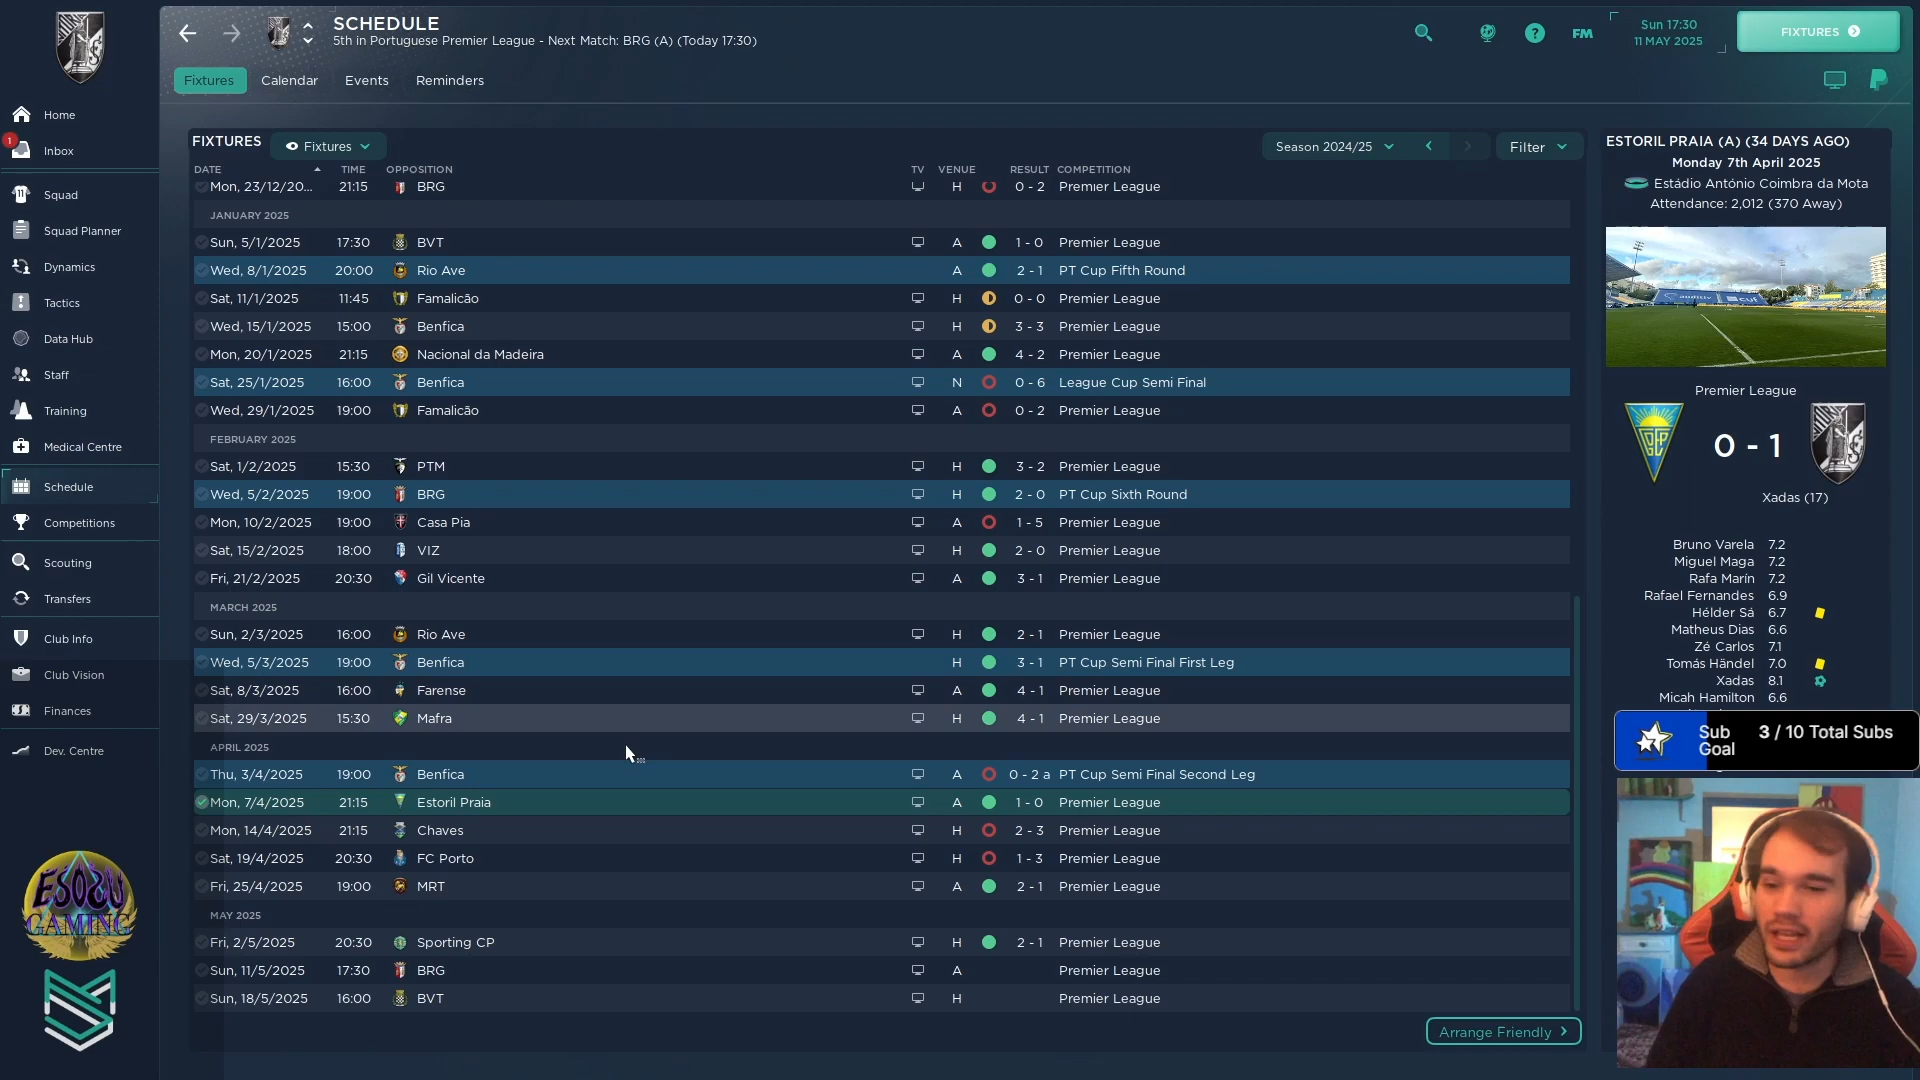 SCHEDULE
5th in Portuguese Premier League - Next Match: BRG (A) (Today 17:30)
FM
Sun 17:30
11 MAY 2025
FIXTURES
Fixtures
Calendar
Events
Reminders
Home
1
Inbox
Squad
Squad Planner
Dynamics
Tactics
Data Hub
Staff
Training
Medical Centre
Schedule
Competitions
Scouting
Transfers
Club Info
Club Vision
Finances
Dev. Centre
ESOSU
GAMING
FIXTURES
Fixtures
Season 2024/25
Filter
DATE TIME OPPOSITION TV VENUE RESULT COMPETITION
Mon, 23/12/20... 21:15 BRG H 0 - 2 Premier League
JANUARY 2025
Sun, 5/1/2025 17:30 BVT A 1 - 0 Premier League
Wed, 8/1/2025 20:00 Rio Ave A 2 - 1 PT Cup Fifth Round
Sat, 11/1/2025 11:45 Famalicão H 0 - 0 Premier League
Wed, 15/1/2025 15:00 Benfica H 3 - 3 Premier League
Mon, 20/1/2025 21:15 Nacional da Madeira A 4 - 2 Premier League
Sat, 25/1/2025 16:00 Benfica N 0 - 6 League Cup Semi Final
Wed, 29/1/2025 19:00 Famalicão A 0 - 2 Premier League
FEBRUARY 2025
Sat, 1/2/2025 15:30 PTM H 3 - 2 Premier League
Wed, 5/2/2025 19:00 BRG H 2 - 0 PT Cup Sixth Round
Mon, 10/2/2025 19:00 Casa Pia A 1 - 5 Premier League
Sat, 15/2/2025 18:00 VIZ H 2 - 0 Premier League
Fri, 21/2/2025 20:30 Gil Vicente A 3 - 1 Premier League
MARCH 2025
Sun, 2/3/2025 16:00 Rio Ave H 2 - 1 Premier League
Wed, 5/3/2025 19:00 Benfica H 3 - 1 PT Cup Semi Final First Leg
Sat, 8/3/2025 16:00 Farense A 4 - 1 Premier League
Sat, 29/3/2025 15:30 Mafra H 4 - 1 Premier League
APRIL 2025
Thu, 3/4/2025 19:00 Benfica A 0 - 2 a PT Cup Semi Final Second Leg
Mon, 7/4/2025 21:15 Estoril Praia A 1 - 0 Premier League
Mon, 14/4/2025 21:15 Chaves H 2 - 3 Premier League
Sat, 19/4/2025 20:30 FC Porto H 1 - 3 Premier League
Fri, 25/4/2025 19:00 MRT A 2 - 1 Premier League
MAY 2025
Fri, 2/5/2025 20:30 Sporting CP H 2 - 1 Premier League
Sun, 11/5/2025 17:30 BRG A Premier League
Sun, 18/5/2025 16:00 BVT H Premier League
Arrange Friendly
ESTORIL PRAIA (A) (34 DAYS AGO)
Monday 7th April 2025
Estádio António Coimbra da Mota
Attendance: 2,012 (370 Away)
Premier League
0 - 1
Xadas (17)
Bruno Varela 7.2
Miguel Maga 7.2
Rafa Marín 7.2
Rafael Fernandes 6.9
Hélder Sá 6.7
Matheus Dias 6.6
Zé Carlos 7.1
Tomás Händel 7.0
Xadas 8.1
Micah Hamilton 6.6
Sub Goal
3 / 10 Total Subs